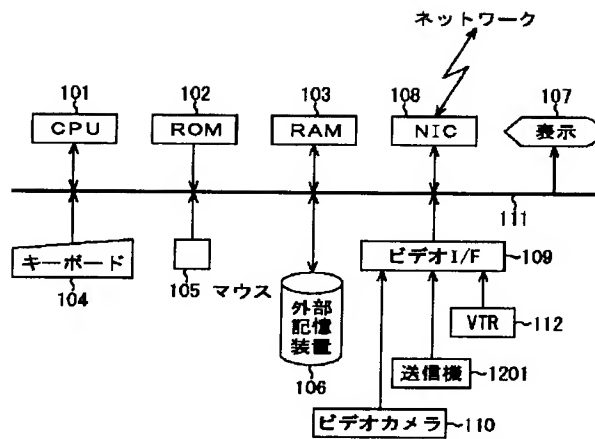 ネットワーク
101
102
103
108
107
CPU
ROM
RAM
NIC
表示
111
キーボード
104
105 マウス
外部
記憶
装置
106
ビデオI/F
109
VTR
112
送信機
1201
ビデオカメラ
110